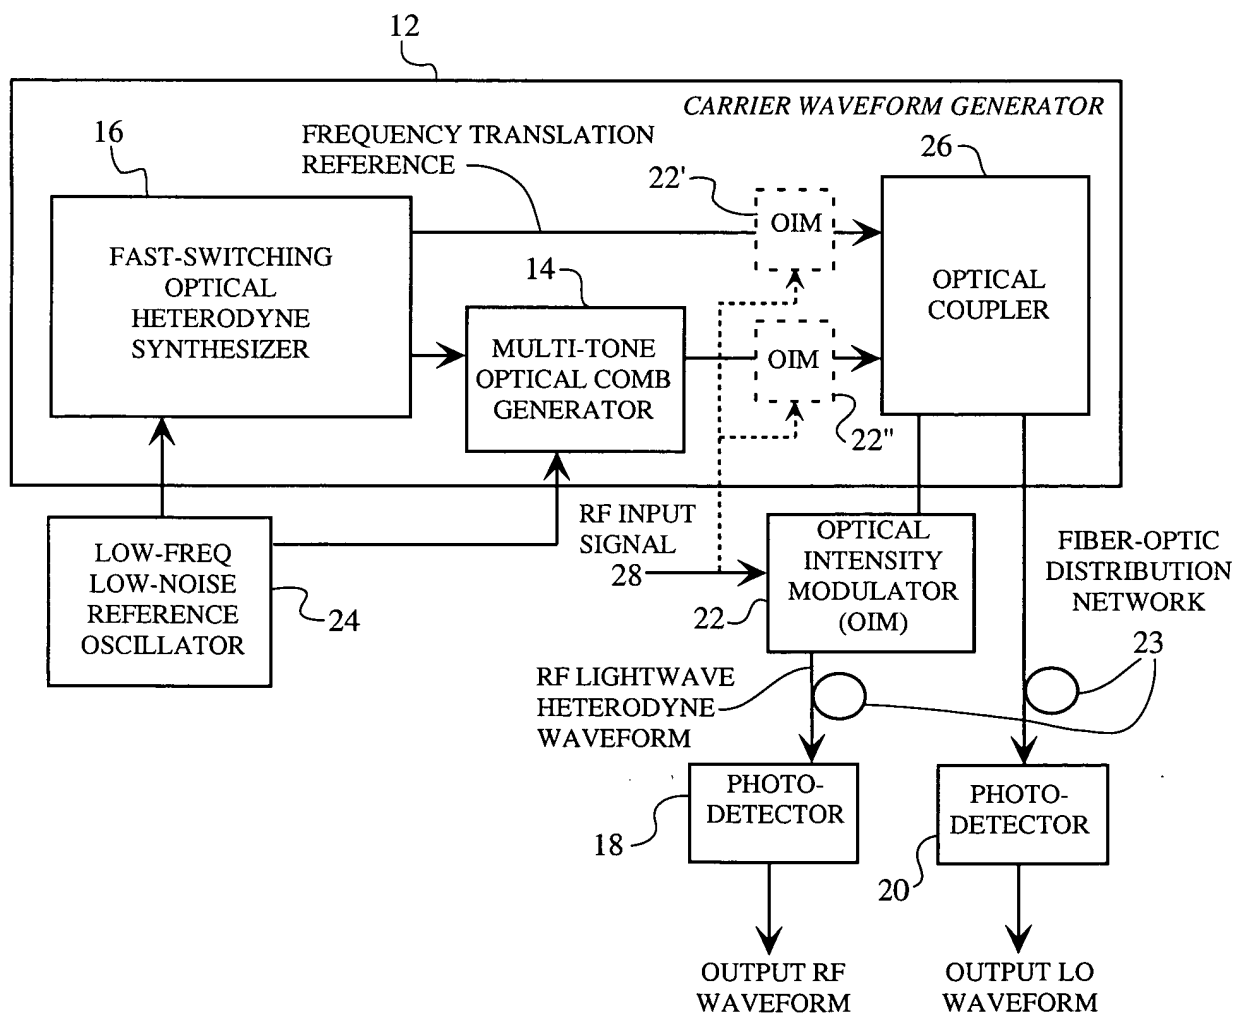 12
CARRIER WAVEFORM GENERATOR
16
FREQUENCY TRANSLATION
REFERENCE
22'
26
OIM
FAST-SWITCHING
OPTICAL
HETERODYNE
SYNTHESIZER
14
OPTICAL
COUPLER
MULTI-TONE
OPTICAL COMB
GENERATOR
OIM
22"
RF INPUT
SIGNAL
28
OPTICAL
INTENSITY
MODULATOR
(OIM)
22
FIBER-OPTIC
DISTRIBUTION
NETWORK
LOW-FREQ
LOW-NOISE
REFERENCE
OSCILLATOR
24
23
RF LIGHTWAVE
HETERODYNE
WAVEFORM
PHOTO-
DETECTOR
18
PHOTO-
DETECTOR
20
OUTPUT RF
WAVEFORM
OUTPUT LO
WAVEFORM